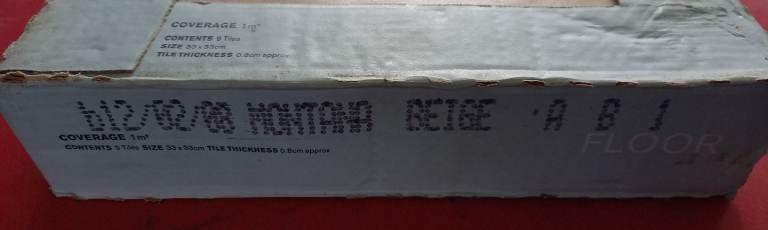 COVERAGE 1m²
CONTENTS 9 Tiles
SIZE 33 x 33cm
TILE THICKNESS 0.8cm approx
b12/02/08 MONTANA BEIGE A B 1
COVERAGE 1m²
FLOOR
CONTENTS 9 Tiles SIZE 33 x 33cm TILE THICKNESS 0.8cm approx